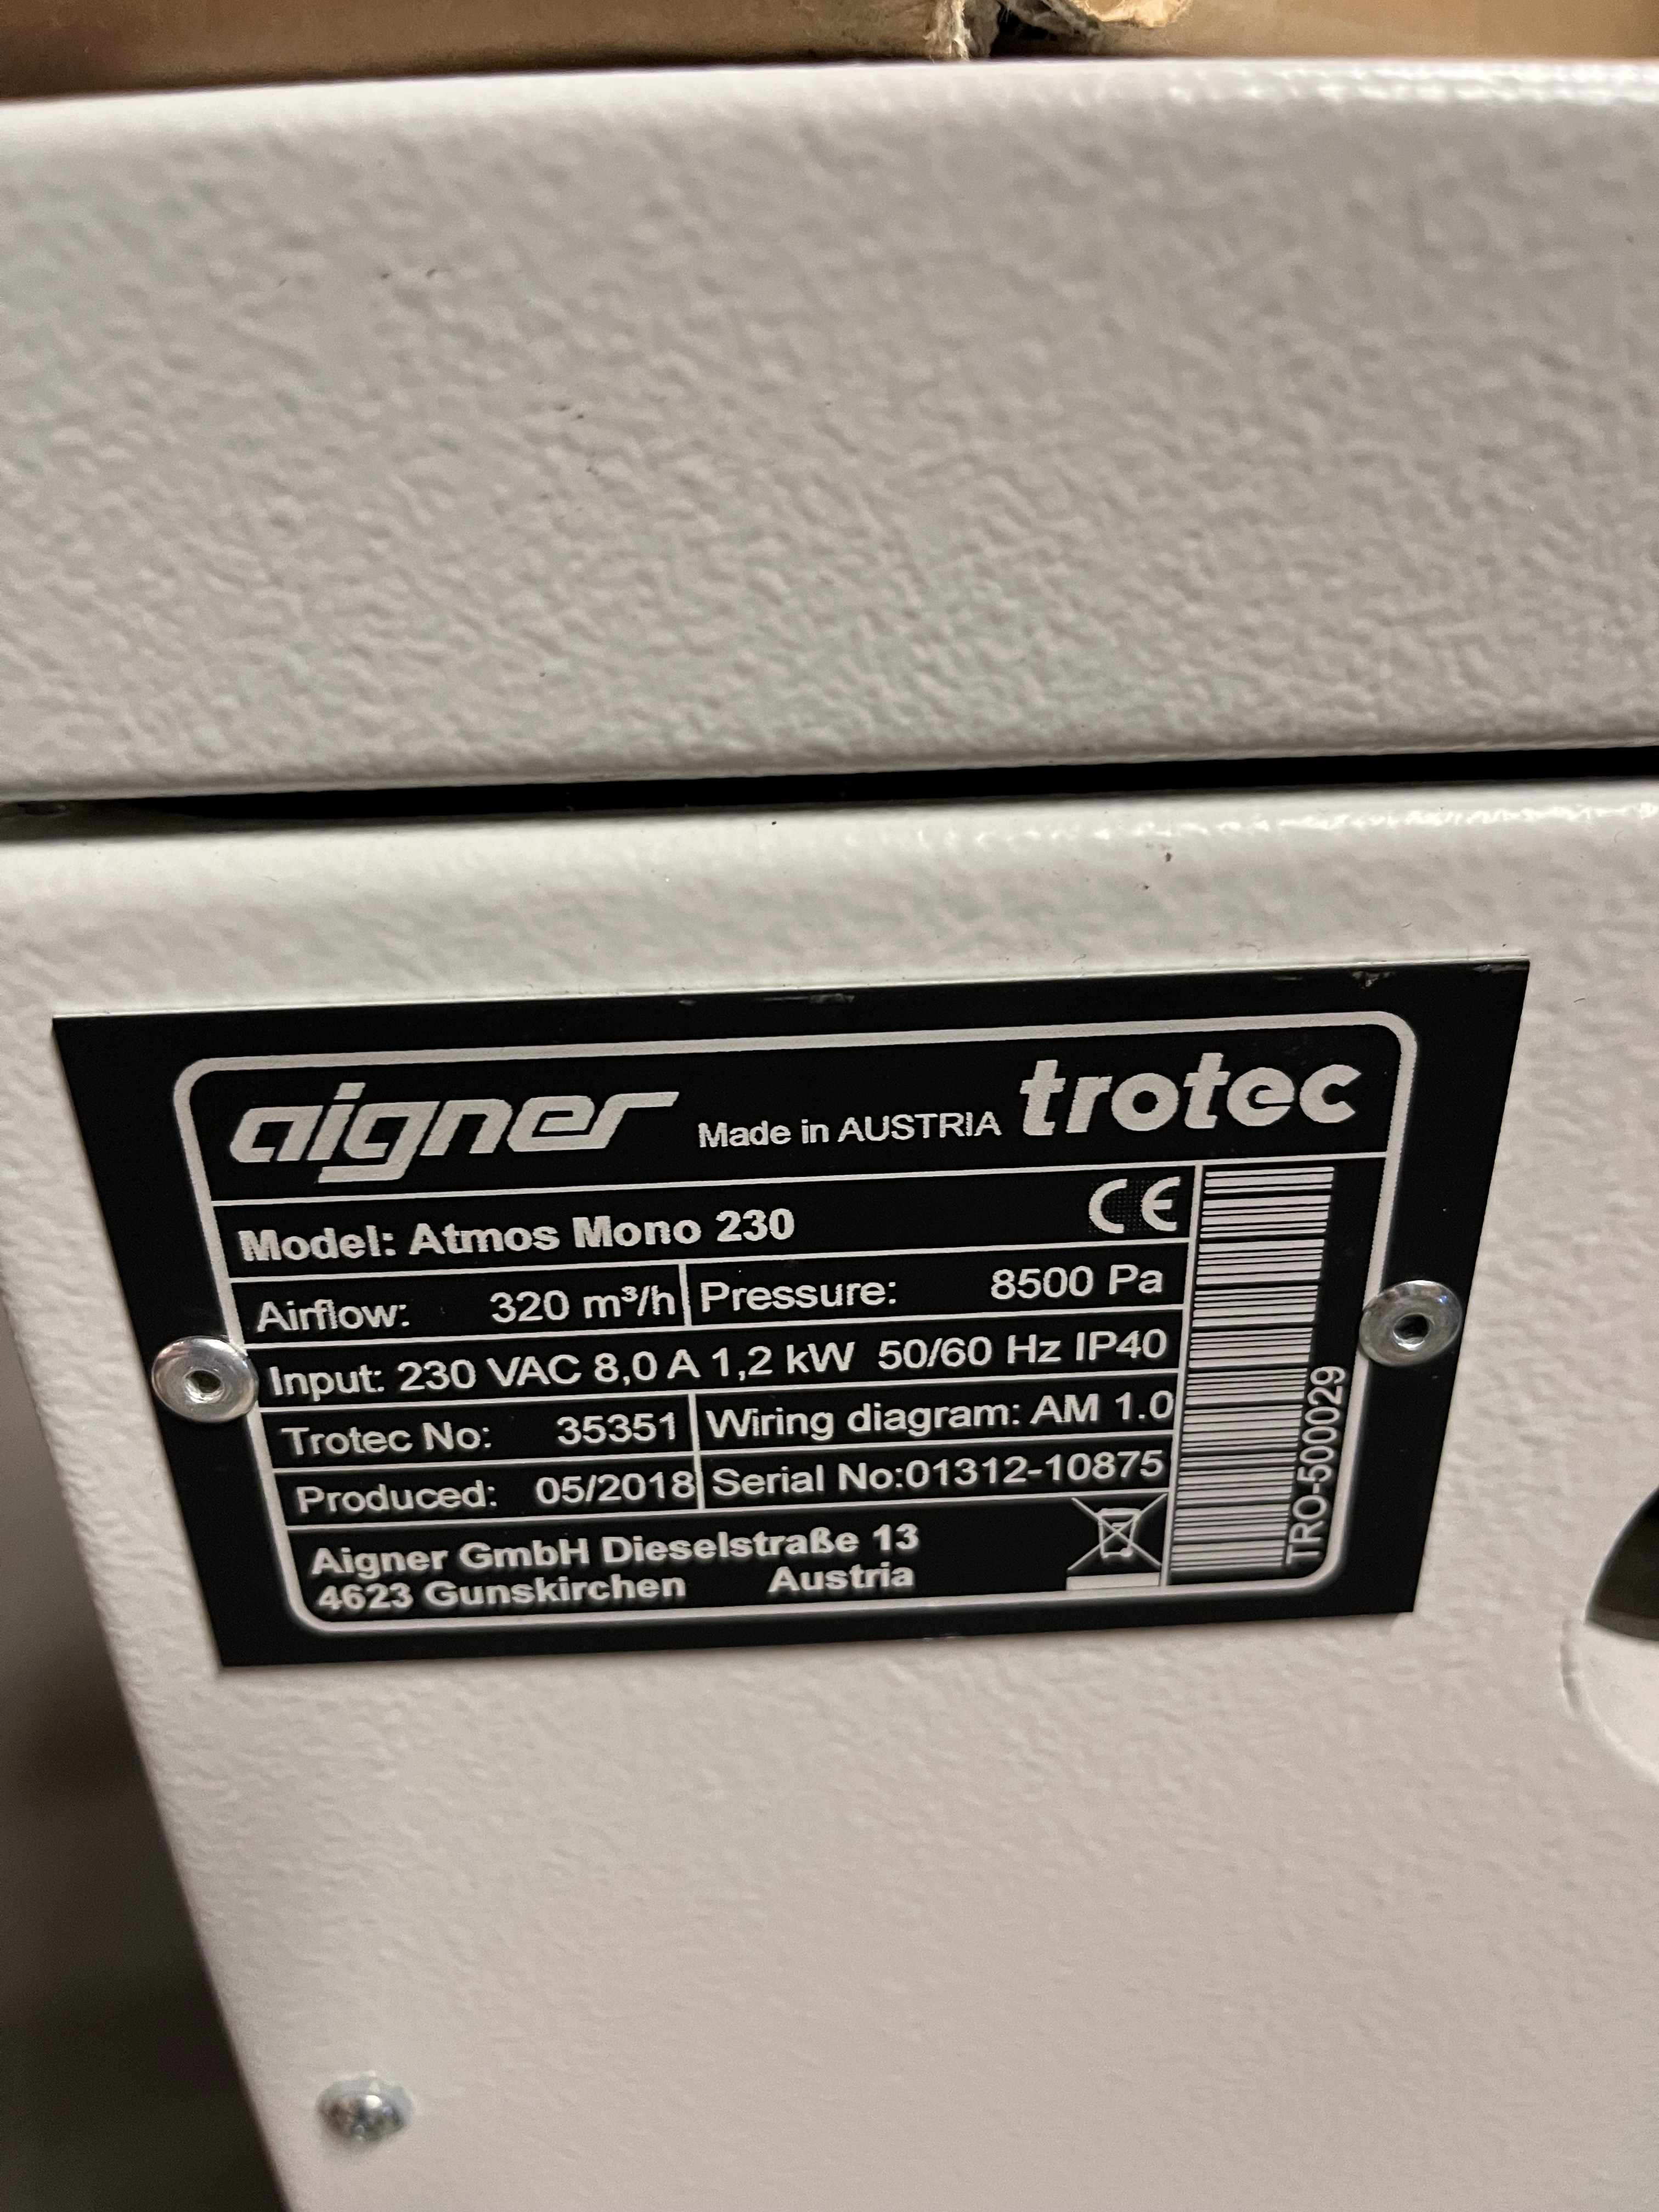 aigner Made in AUSTRIA trotec
Model: Atmos Mono 230 CE
Airflow: 320 m³/h Pressure: 8500 Pa
Input: 230 VAC 8,0 A 1,2 kW 50/60 Hz IP40
Trotec No: 35351 Wiring diagram: AM 1.0
Produced: 05/2018 Serial No:01312-10875
Aigner GmbH Dieselstraße 13
4623 Gunskirchen Austria
TRO-500029